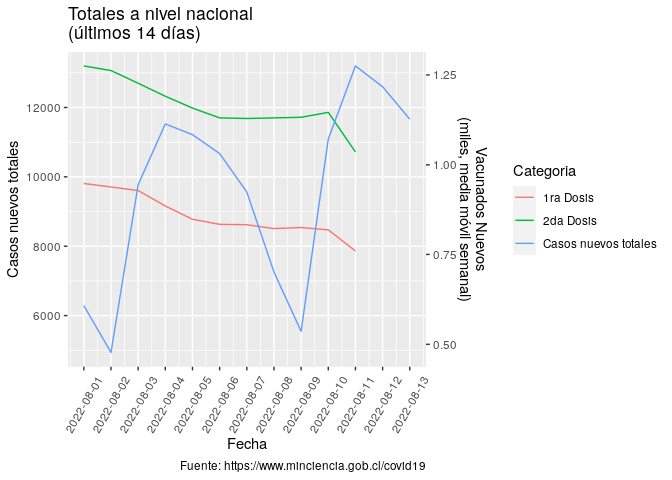 Totales a nivel nacional
(últimos 14 días)
Casos nuevos totales
12000
10000
8000
6000
1.25
1.00
0.75
0.50
Vacunados Nuevos
(miles, media móvil semanal)
2022-08-01
2022-08-02
2022-08-03
2022-08-04
2022-08-05
2022-08-06
2022-08-07
2022-08-08
2022-08-09
2022-08-10
2022-08-11
2022-08-12
2022-08-13
Fecha
Categoria
1ra Dosis
2da Dosis
Casos nuevos totales
Fuente: https://www.minciencia.gob.cl/covid19